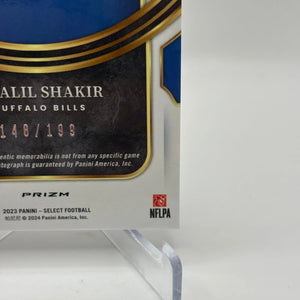 ALIL SHAKIR
UFFALO BILLS
146/199
entic memorabilia is not from any specific game
tograph is guaranteed by Panini America, Inc.
PRIZM
2023 PANINI - SELECT FOOTBALL
© 2024 Panini America, Inc.
NFLPA